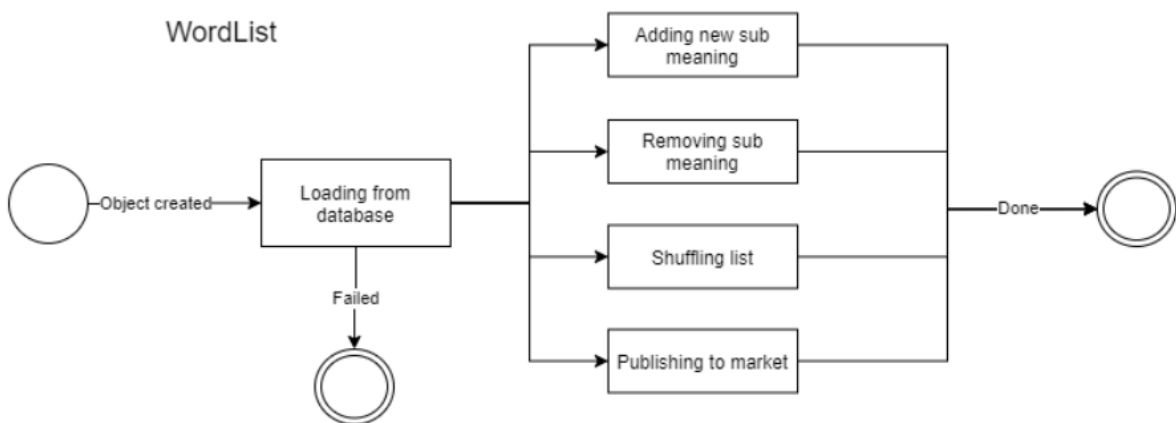 WordList
Adding new sub
meaning
Removing sub
meaning
Object created
Loading from
database
Done
Shuffling list
Failed
Publishing to market